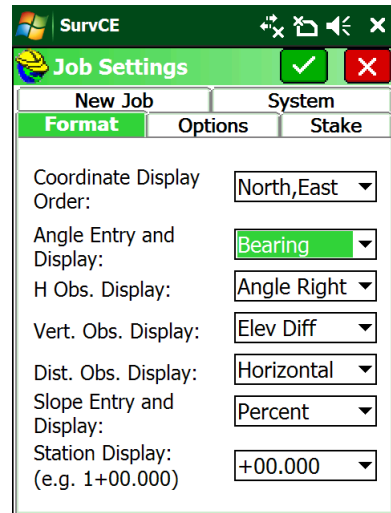 SurvCE
Job Settings
New Job System
Format Options Stake
Coordinate Display
Order:
North,East
Angle Entry and
Display:
Bearing
H Obs. Display:
Angle Right
Vert. Obs. Display:
Elev Diff
Dist. Obs. Display:
Horizontal
Slope Entry and
Display:
Percent
Station Display:
(e.g. 1+00.000)
+00.000